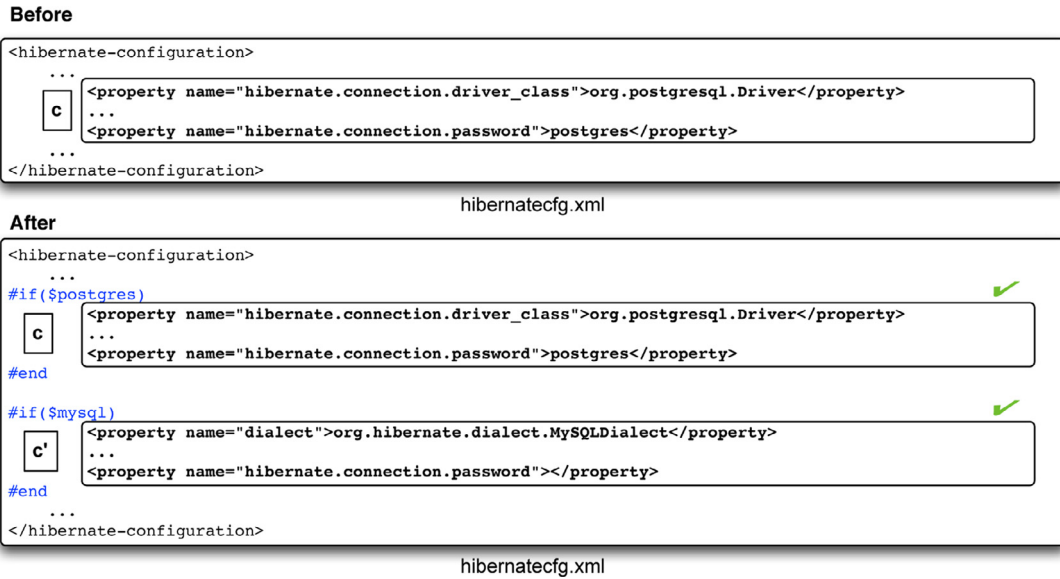 Before
<hibernate-configuration>
...
c
<property name="hibernate.connection.driver_class">org.postgresql.Driver</property>
...
<property name="hibernate.connection.password">postgres</property>
...
</hibernate-configuration>
hibernatecfg.xml
After
<hibernate-configuration>
...
#if($postgres)
c
<property name="hibernate.connection.driver_class">org.postgresql.Driver</property>
...
<property name="hibernate.connection.password">postgres</property>
#end
#if($mysql)
c'
<property name="dialect">org.hibernate.dialect.MySQLDialect</property>
...
<property name="hibernate.connection.password"></property>
#end
...
</hibernate-configuration>
hibernatecfg.xml